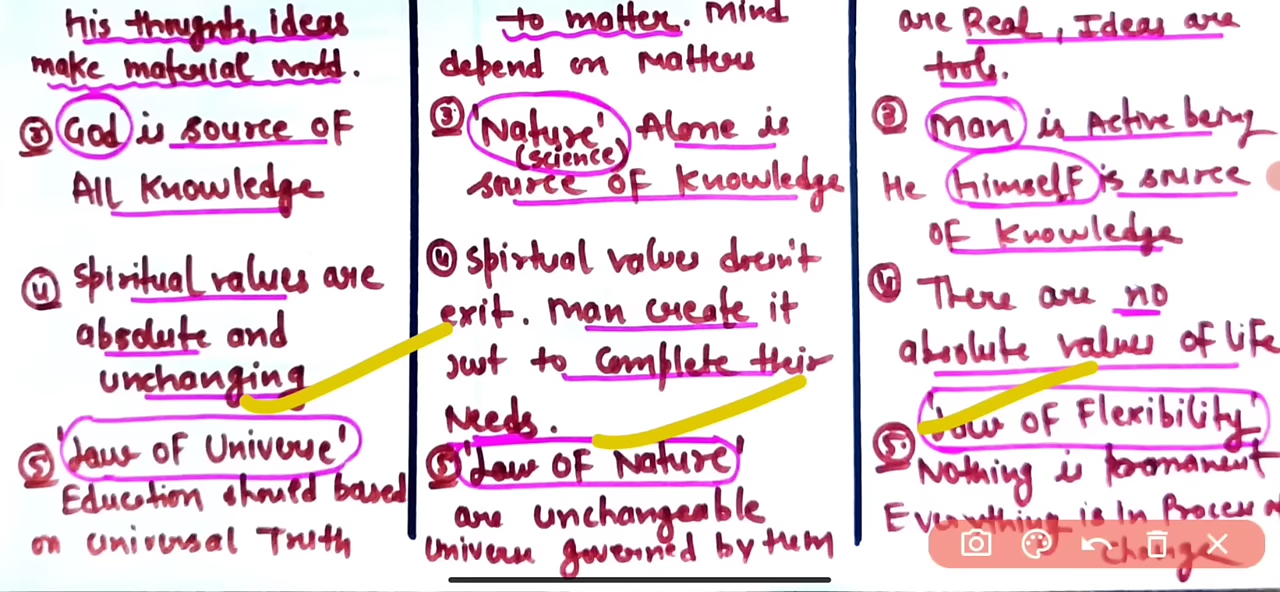 his thoughts, ideas
make material world.
③ God is source OF
All Knowledge
④ spiritual values are
absolute and
unchanging
⑤ 'Law OF Universe'
Education should based
on universal Truth
to matter. Mind
depend on Matters
③ 'Nature' Alone is
(science)
source OF Knowledge
④ spirtual values doesn't
exit. Man create it
Just to Complete their
Needs.
⑤ 'Law OF Nature'
are unchangeable
Universe governed by them
are Real, Ideas are
tools.
③ Man is Active being
He himself is source
OF Knowledge
④ There are no
absolute values of life
⑤ 'Law OF Flexibility'
Nothing is permanent
Everything is In Process of
change